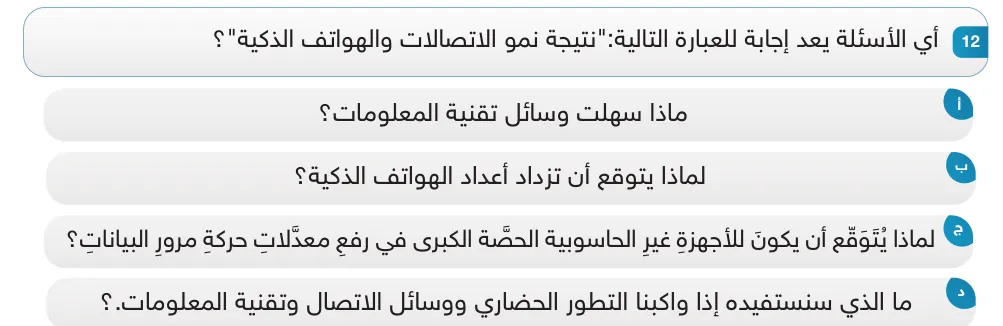 12 أي الأسئلة يعد إجابة للعبارة التالية:"نتيجة نمو الاتصالات والهواتف الذكية"؟
أ ماذا سهلت وسائل تقنية المعلومات؟
ب لماذا يتوقع أن تزداد أعداد الهواتف الذكية؟
ج لماذا يُتَوَقّع أن يكونَ للأجهزةِ غيرِ الحاسوبية الحصَّة الكبرى في رفعِ معدَّلاتِ حركةِ مرورِ البياناتِ؟
د ما الذي سنستفيده إذا واكبنا التطور الحضاري ووسائل الاتصال وتقنية المعلومات.؟